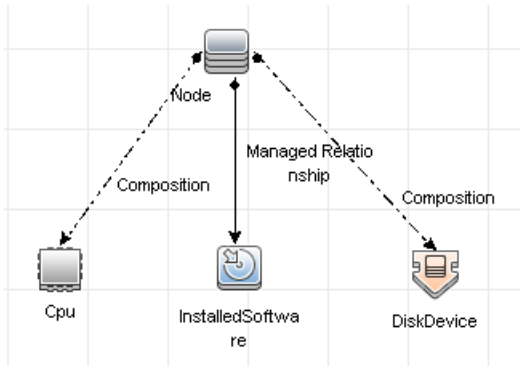 Node
Managed Relatio
nship
Composition
Composition
Cpu
InstalledSoftwa
re
DiskDevice